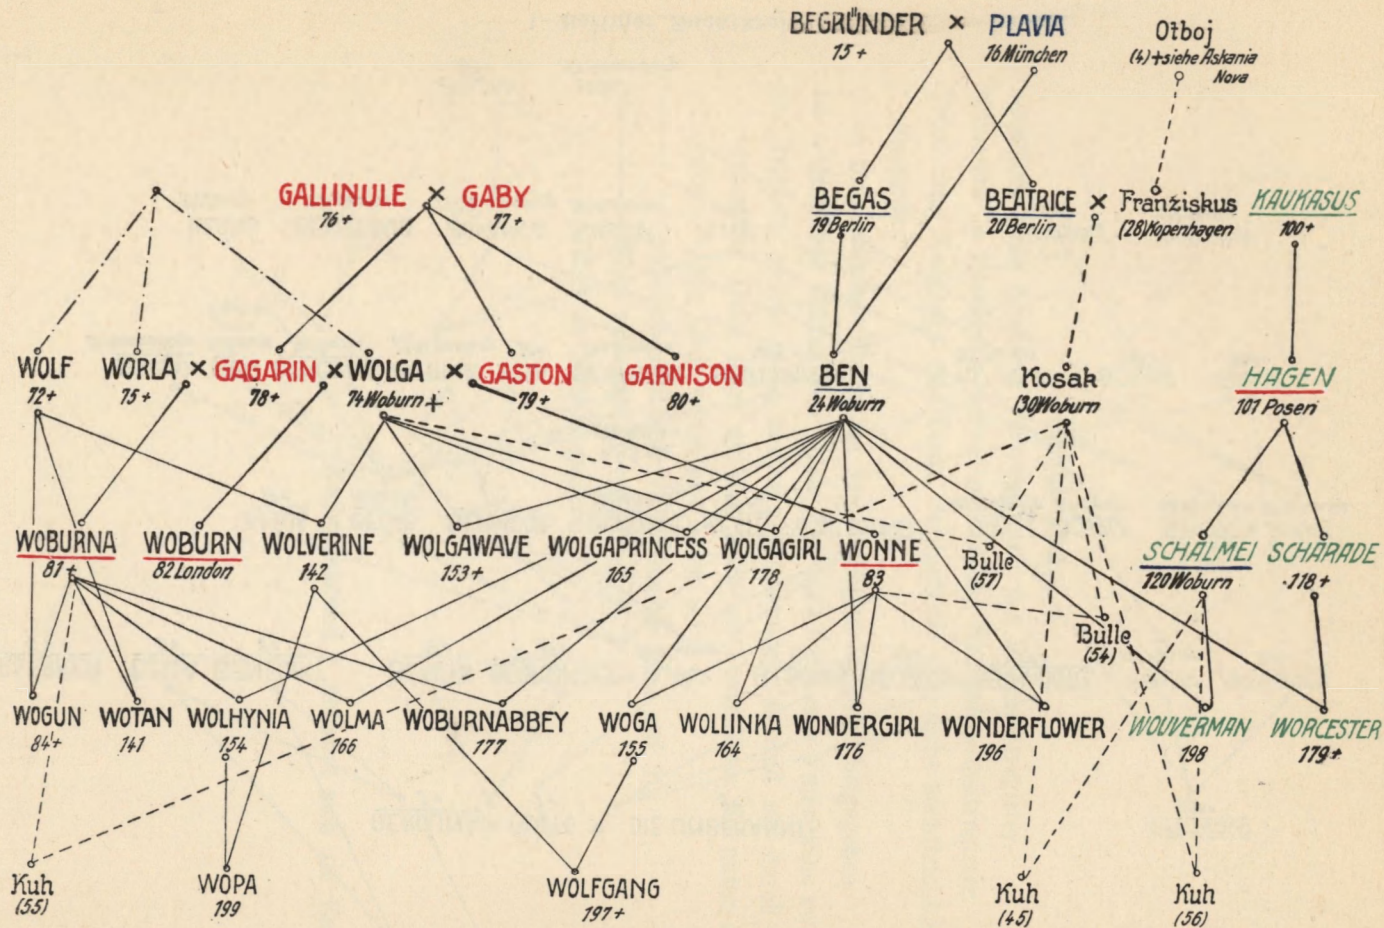 BEGRÜNDER × PLAVIA
15+ 16 München
Otboj
(4)+siehe Askania
Nova
GALLINULE × GABY
76+ 77+
BEGAS
19 Berlin
BEATRICE × Franziskus
20 Berlin (28) Kopenhagen
KAUKASUS
100+
WOLF
72+
WORLA × GAGARIN × WOLGA × GASTON
75+ 78+ 74 Woburn+ 79+
GARNISON
80+
BEN
24 Woburn
Kosak
(30) Woburn
HAGEN
101 Posen
WOBURNA
81+
WOBURN
82 London
WOLVERINE
142
WOLGAWAVE
153+
WOLGAPRINCESS
165
WOLGAGIRL
178
WONNE
83
Bulle
(57)
SCHALMEI
120 Woburn
SCHARADE
118+
Bulle
(54)
WOGUN
84+
WOTAN
141
WOLHYNIA
154
WOLMA
166
WOBURNABBEY
177
WOGA
155
WOLLINKA
164
WONDERGIRL
176
WONDERFLOWER
196
WOUVERMAN
198
WORCESTER
179+
Kuh
(55)
WOPA
199
WOLFGANG
197+
Kuh
(45)
Kuh
(56)